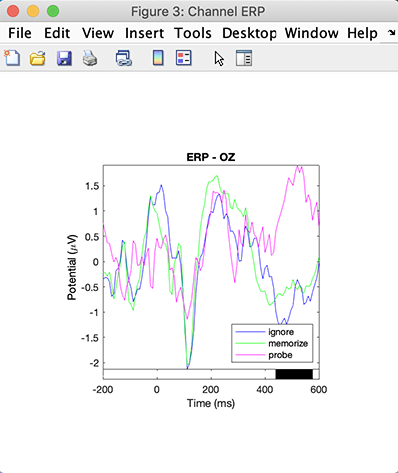 Figure 3: Channel ERP
File Edit View Insert Tools Desktop Window Help
ERP - OZ
Potential (μV)
1.5
1
0.5
0
-0.5
-1
-1.5
-2
ignore
memorize
probe
-200 0 200 400 600
Time (ms)